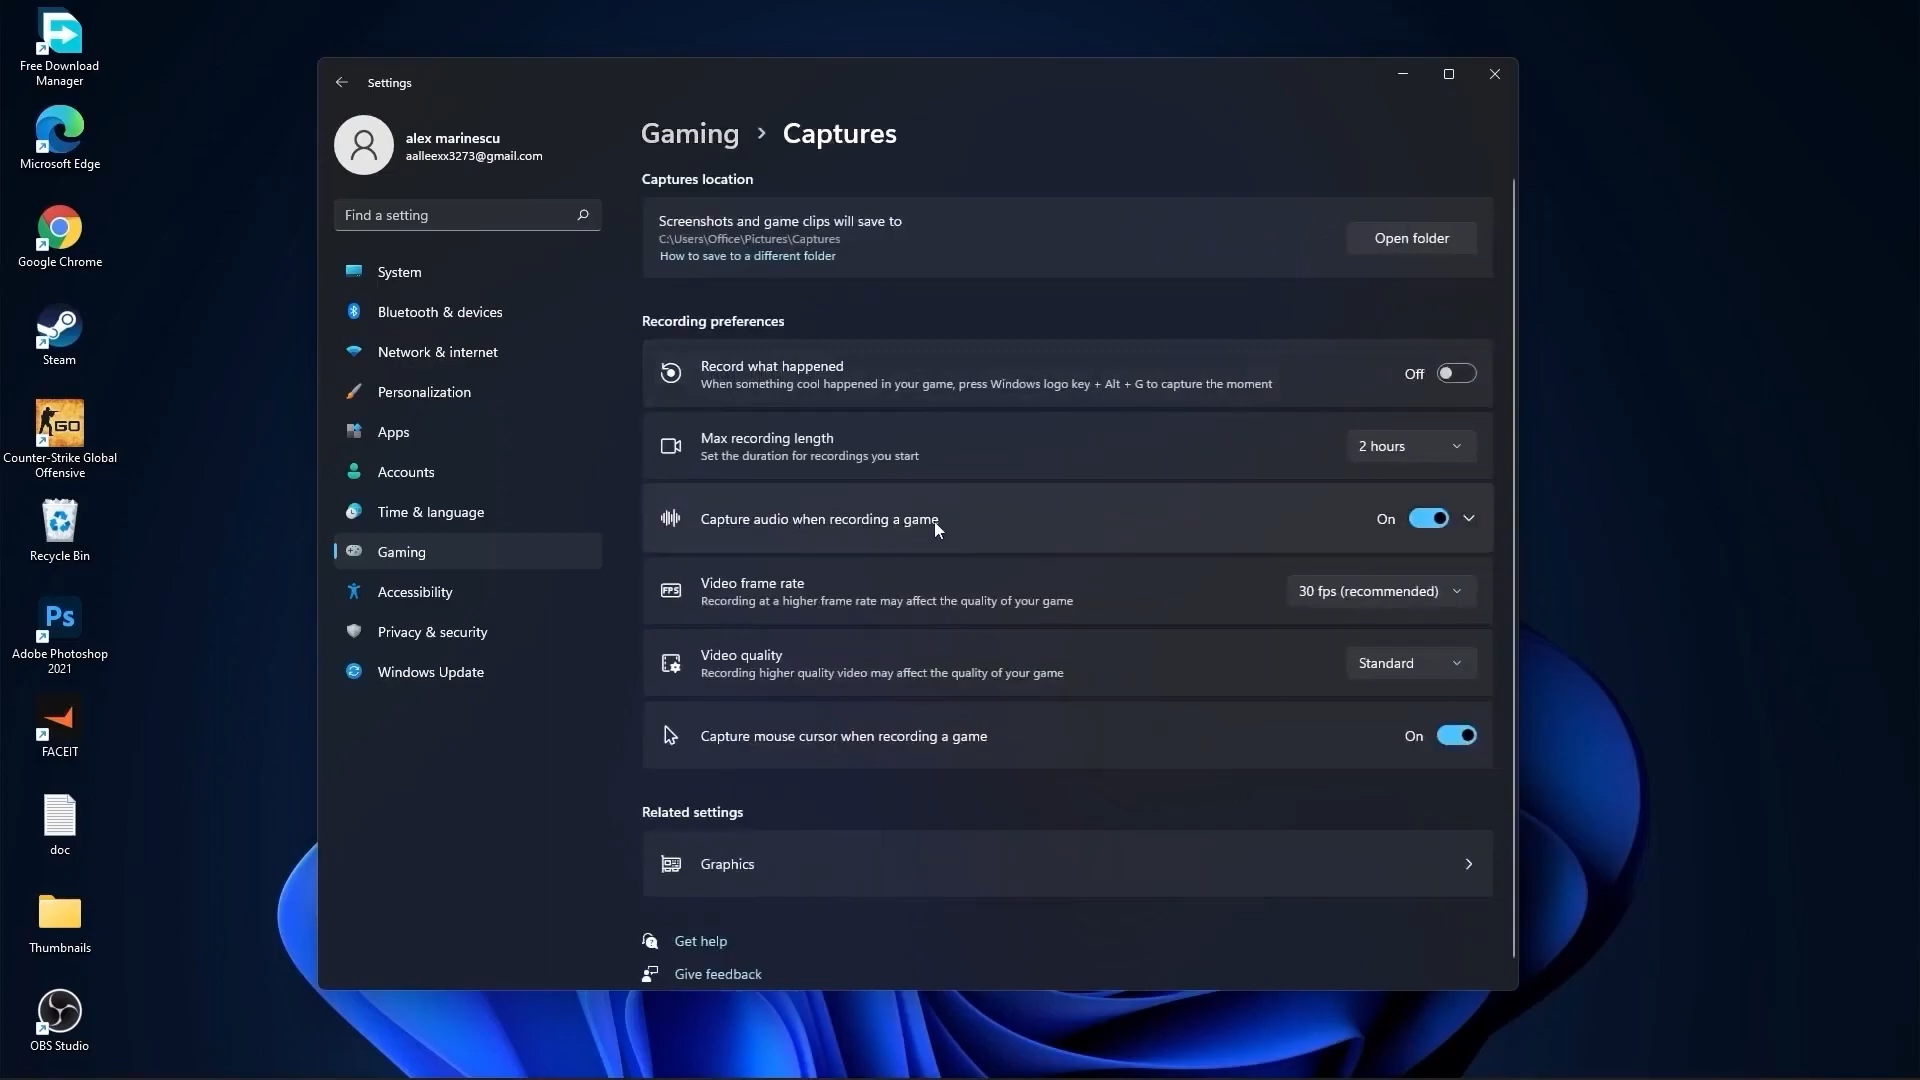 Free Download
Manager
Microsoft Edge
Google Chrome
Steam
GO
Counter-Strike Global
Offensive
Recycle Bin
Ps
Adobe Photoshop
2021
FACEIT
doc
Thumbnails
OBS Studio
Settings
alex marinescu
aalleexx3273@gmail.com
Find a setting
System
Bluetooth & devices
Network & internet
Personalization
Apps
Accounts
Time & language
Gaming
Accessibility
Privacy & security
Windows Update
Gaming › Captures
Captures location
Screenshots and game clips will save to
C:\Users\Office\Pictures\Captures
How to save to a different folder
Open folder
Recording preferences
Record what happened
When something cool happened in your game, press Windows logo key + Alt + G to capture the moment
Off
Max recording length
Set the duration for recordings you start
2 hours
Capture audio when recording a game
On
FPS
Video frame rate
Recording at a higher frame rate may affect the quality of your game
30 fps (recommended)
Video quality
Recording higher quality video may affect the quality of your game
Standard
Capture mouse cursor when recording a game
On
Related settings
Graphics
Get help
Give feedback